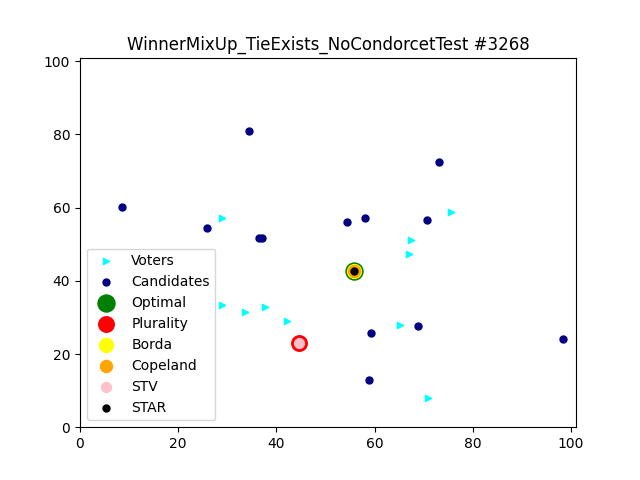 WinnerMixUp_TieExists_NoCondorcetTest #3268
100
80
60
40
20
0
Voters
Candidates
Optimal
Plurality
Borda
Copeland
STV
STAR
0 20 40 60 80 100